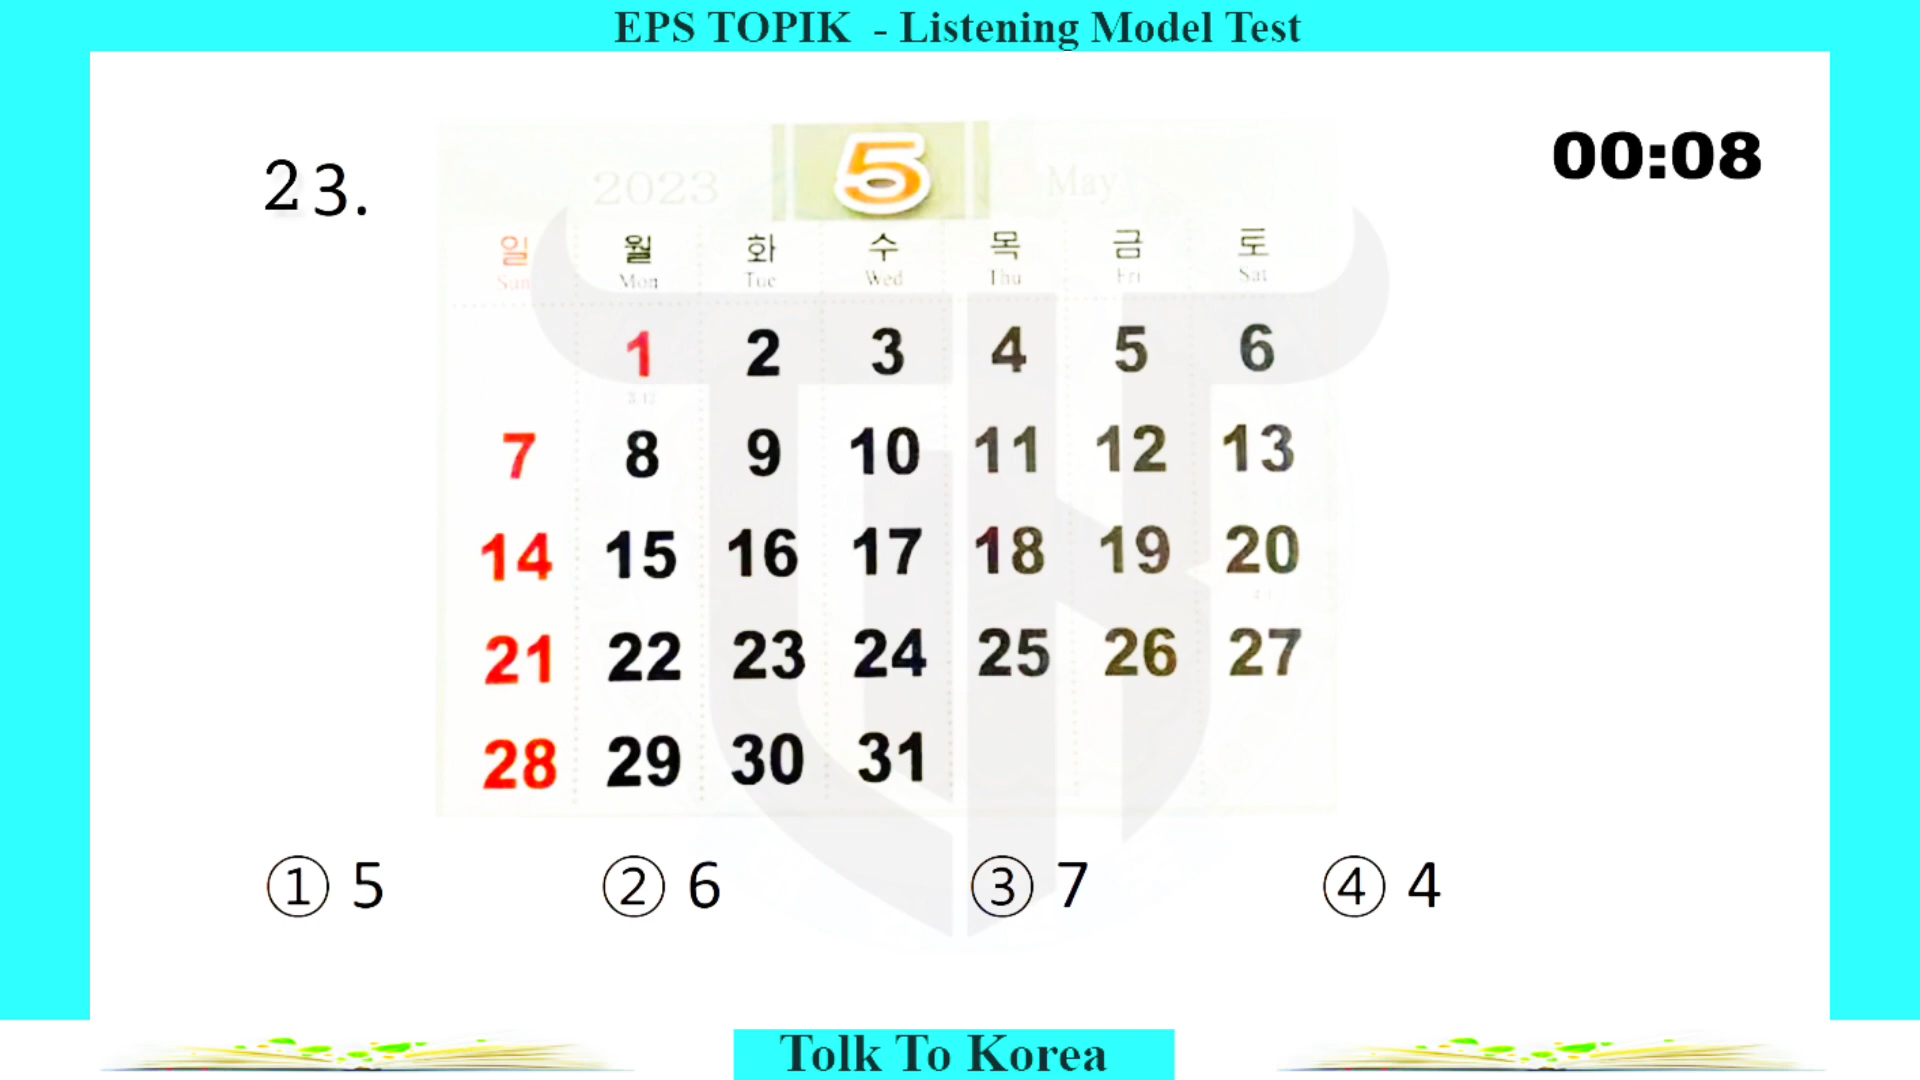 EPS TOPIK - Listening Model Test
00:08
23.
2023 5 May
일 월 화 수 목 금 토
Sun Mon Tue Wed Thu Fri Sat
1 2 3 4 5 6
7 8 9 10 11 12 13
14 15 16 17 18 19 20
21 22 23 24 25 26 27
28 29 30 31
① 5 ② 6 ③ 7 ④ 4
Tolk To Korea